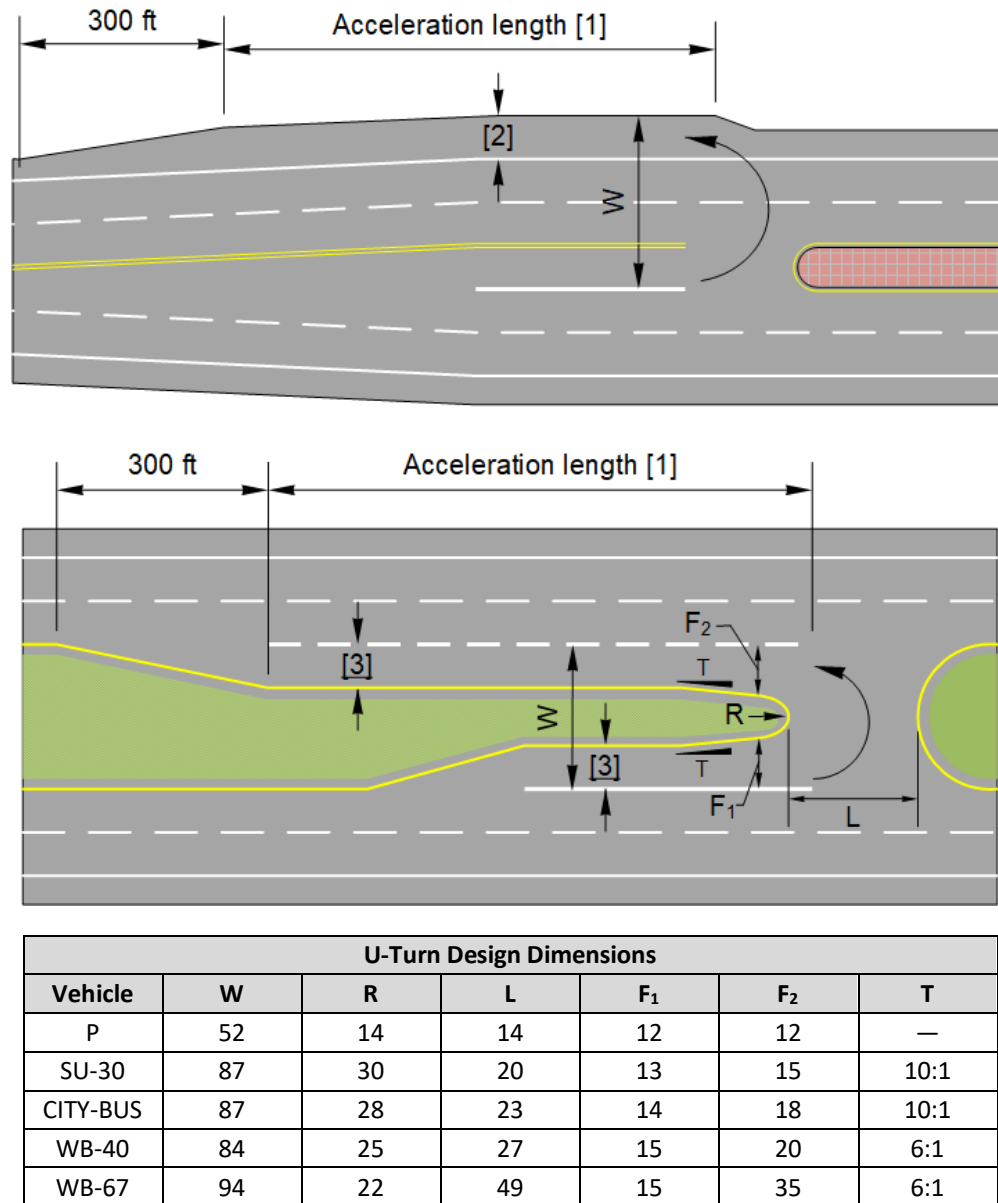 300 ft
Acceleration length [1]
[2]
W
300 ft
Acceleration length [1]
F₂
[3]
T
W
R
[3]
T
F₁
L
U-Turn Design Dimensions
Vehicle W R L F₁ F₂ T
P 52 14 14 12 12 —
SU-30 87 30 20 13 15 10:1
CITY-BUS 87 28 23 14 18 10:1
WB-40 84 25 27 15 20 6:1
WB-67 94 22 49 15 35 6:1